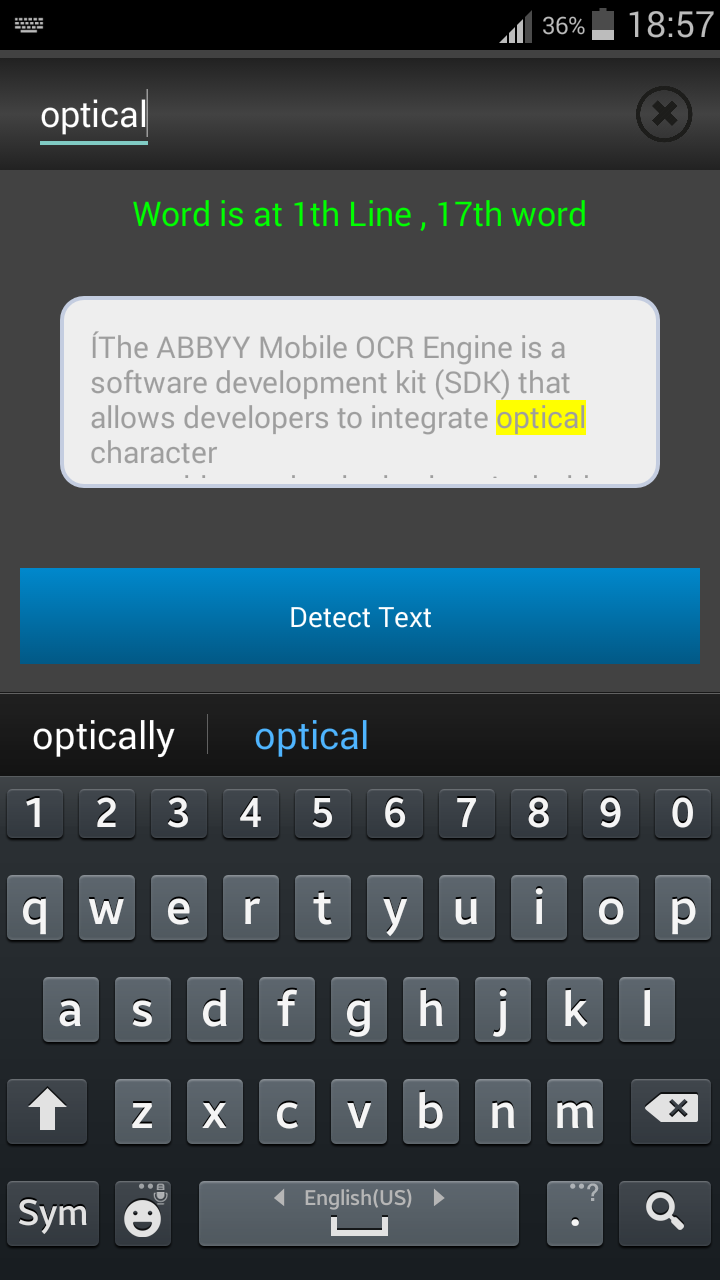 36% 18:57
optical
Word is at 1th Line , 17th word
ÍThe ABBYY Mobile OCR Engine is a
software development kit (SDK) that
allows developers to integrate optical
character
Detect Text
optically optical
1 2 3 4 5 6 7 8 9 0
q w e r t y u i o p
a s d f g h j k l
z x c v b n m
Sym English(US) . ?